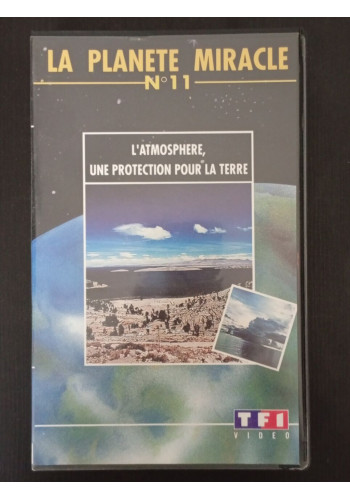 LA PLANETE MIRACLE
N°11
L'ATMOSPHERE,
UNE PROTECTION POUR LA TERRE
TF1
VIDEO